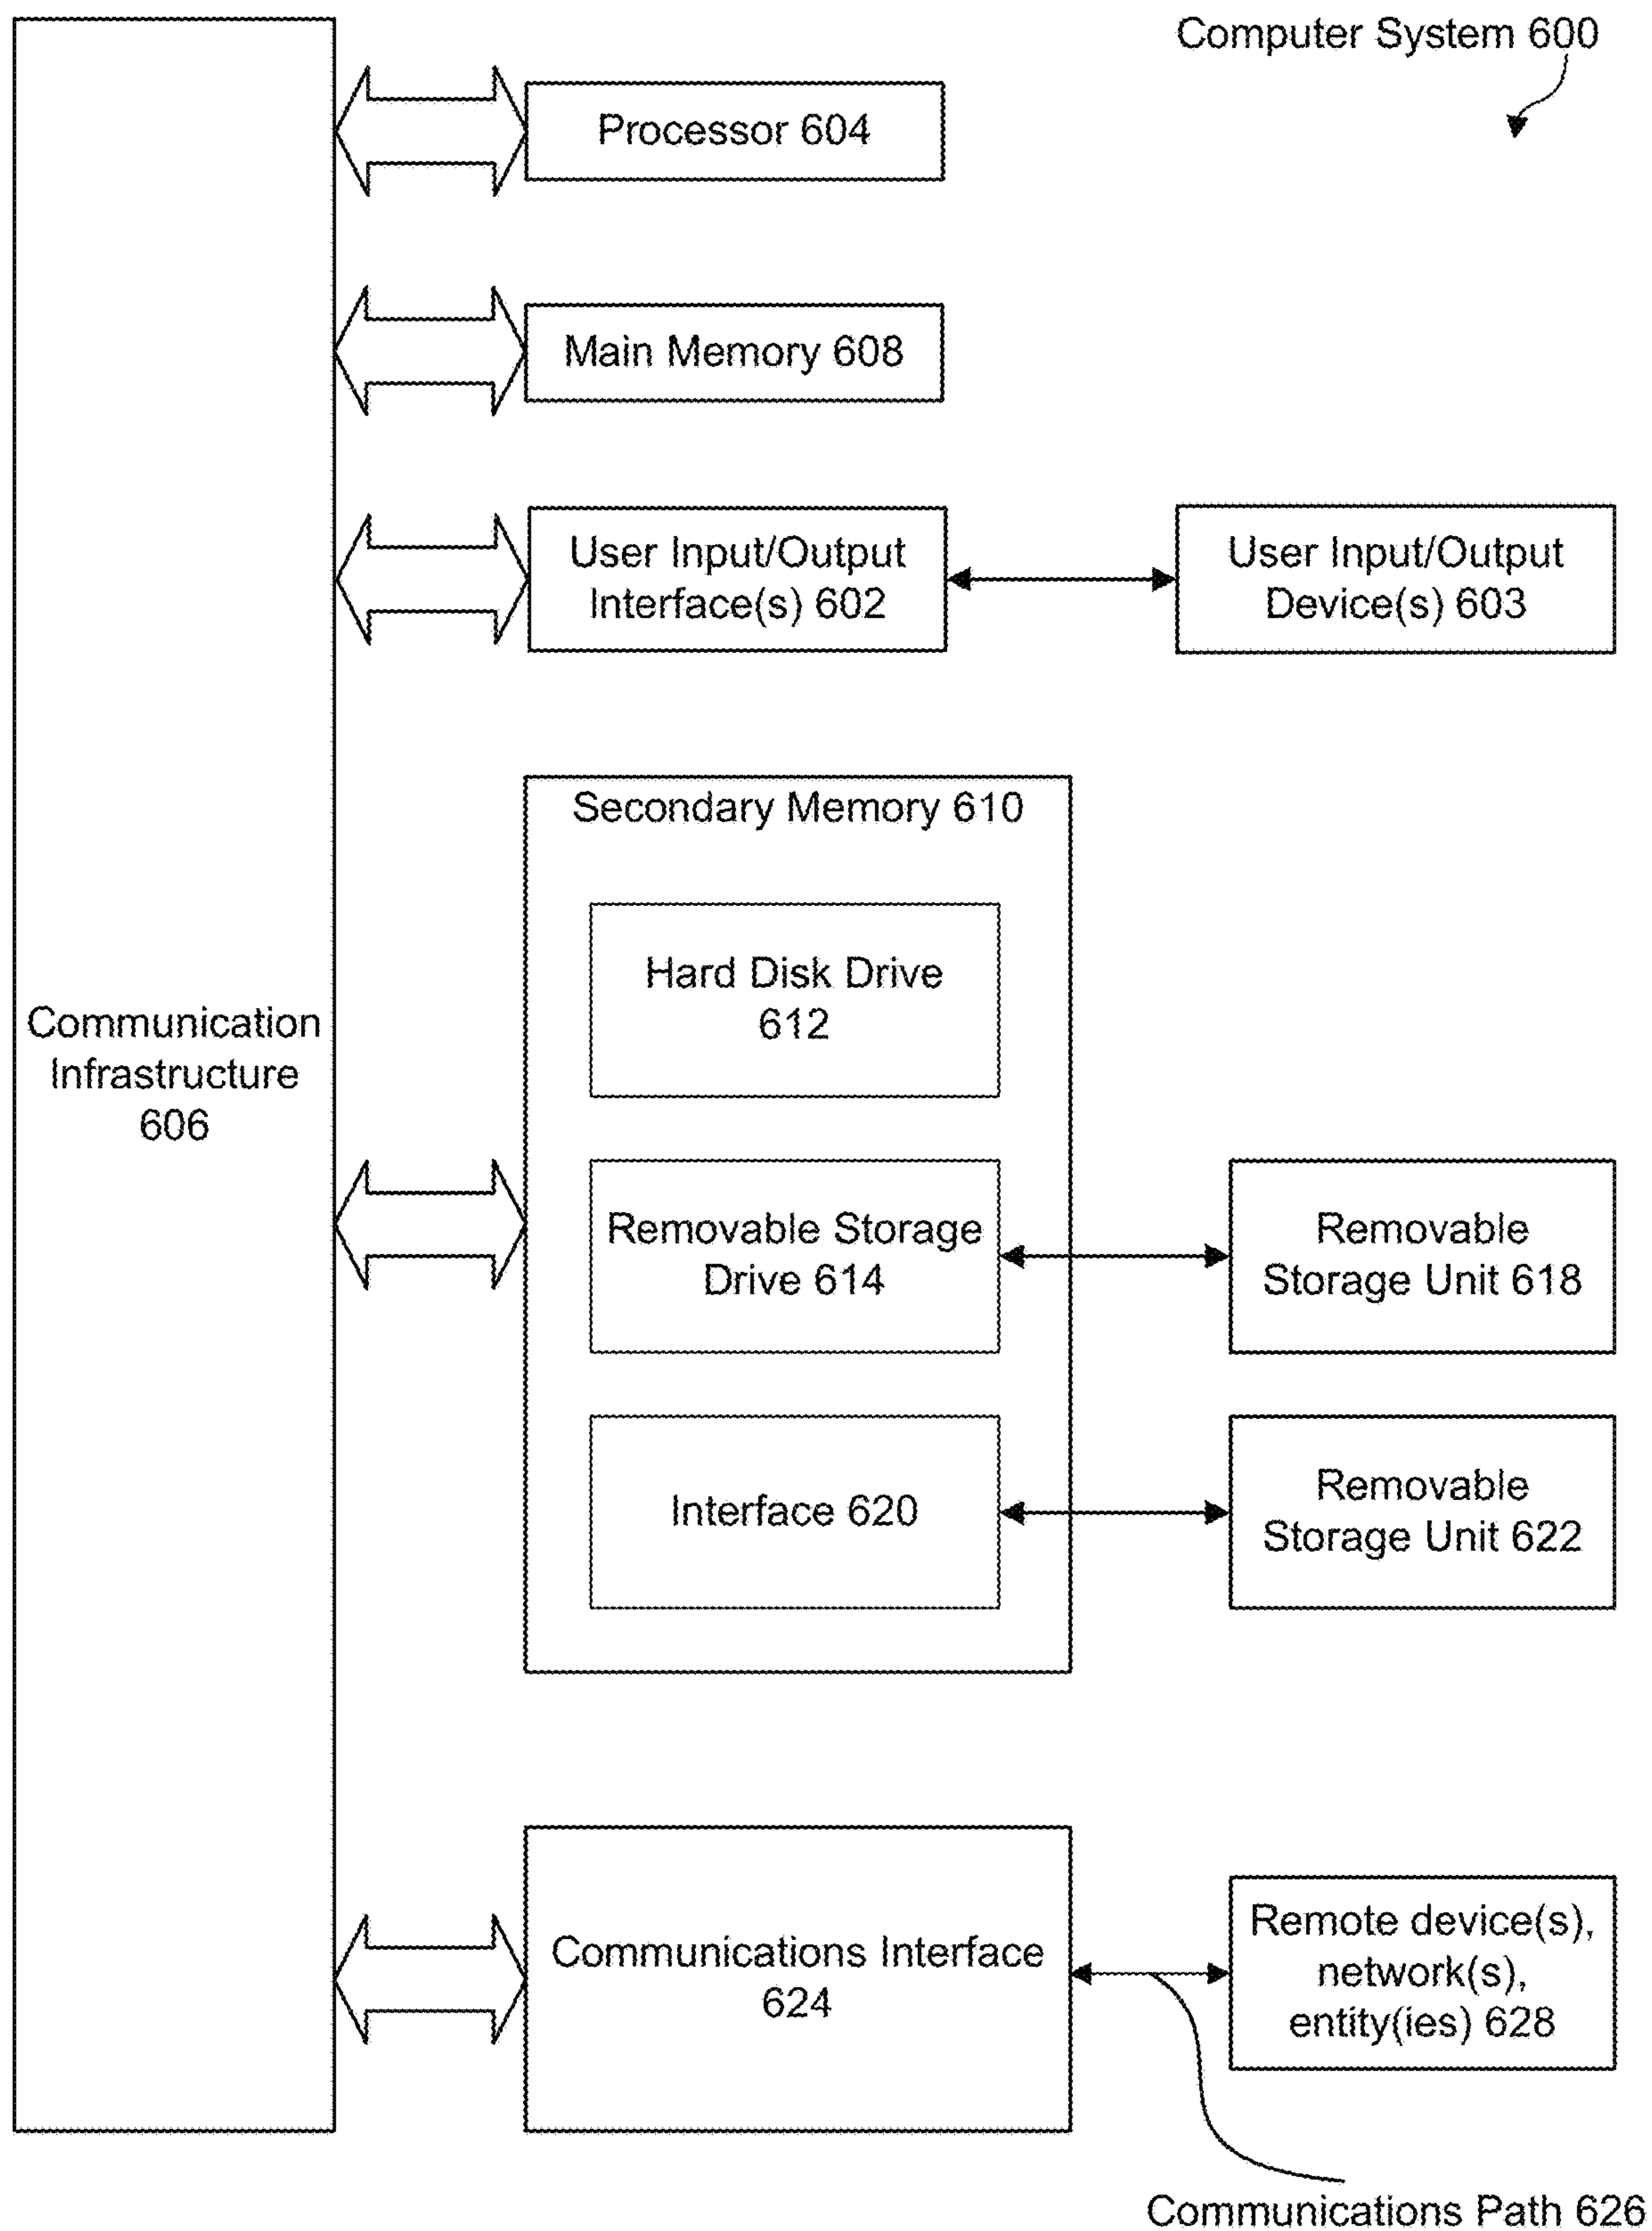 Computer System 600
Processor 604
Main Memory 608
User Input/Output
Interface(s) 602
User Input/Output
Device(s) 603
Secondary Memory 610
Hard Disk Drive
612
Communication
Infrastructure
606
Removable Storage
Drive 614
Removable
Storage Unit 618
Interface 620
Removable
Storage Unit 622
Communications Interface
624
Remote device(s),
network(s),
entity(ies) 628
Communications Path 626